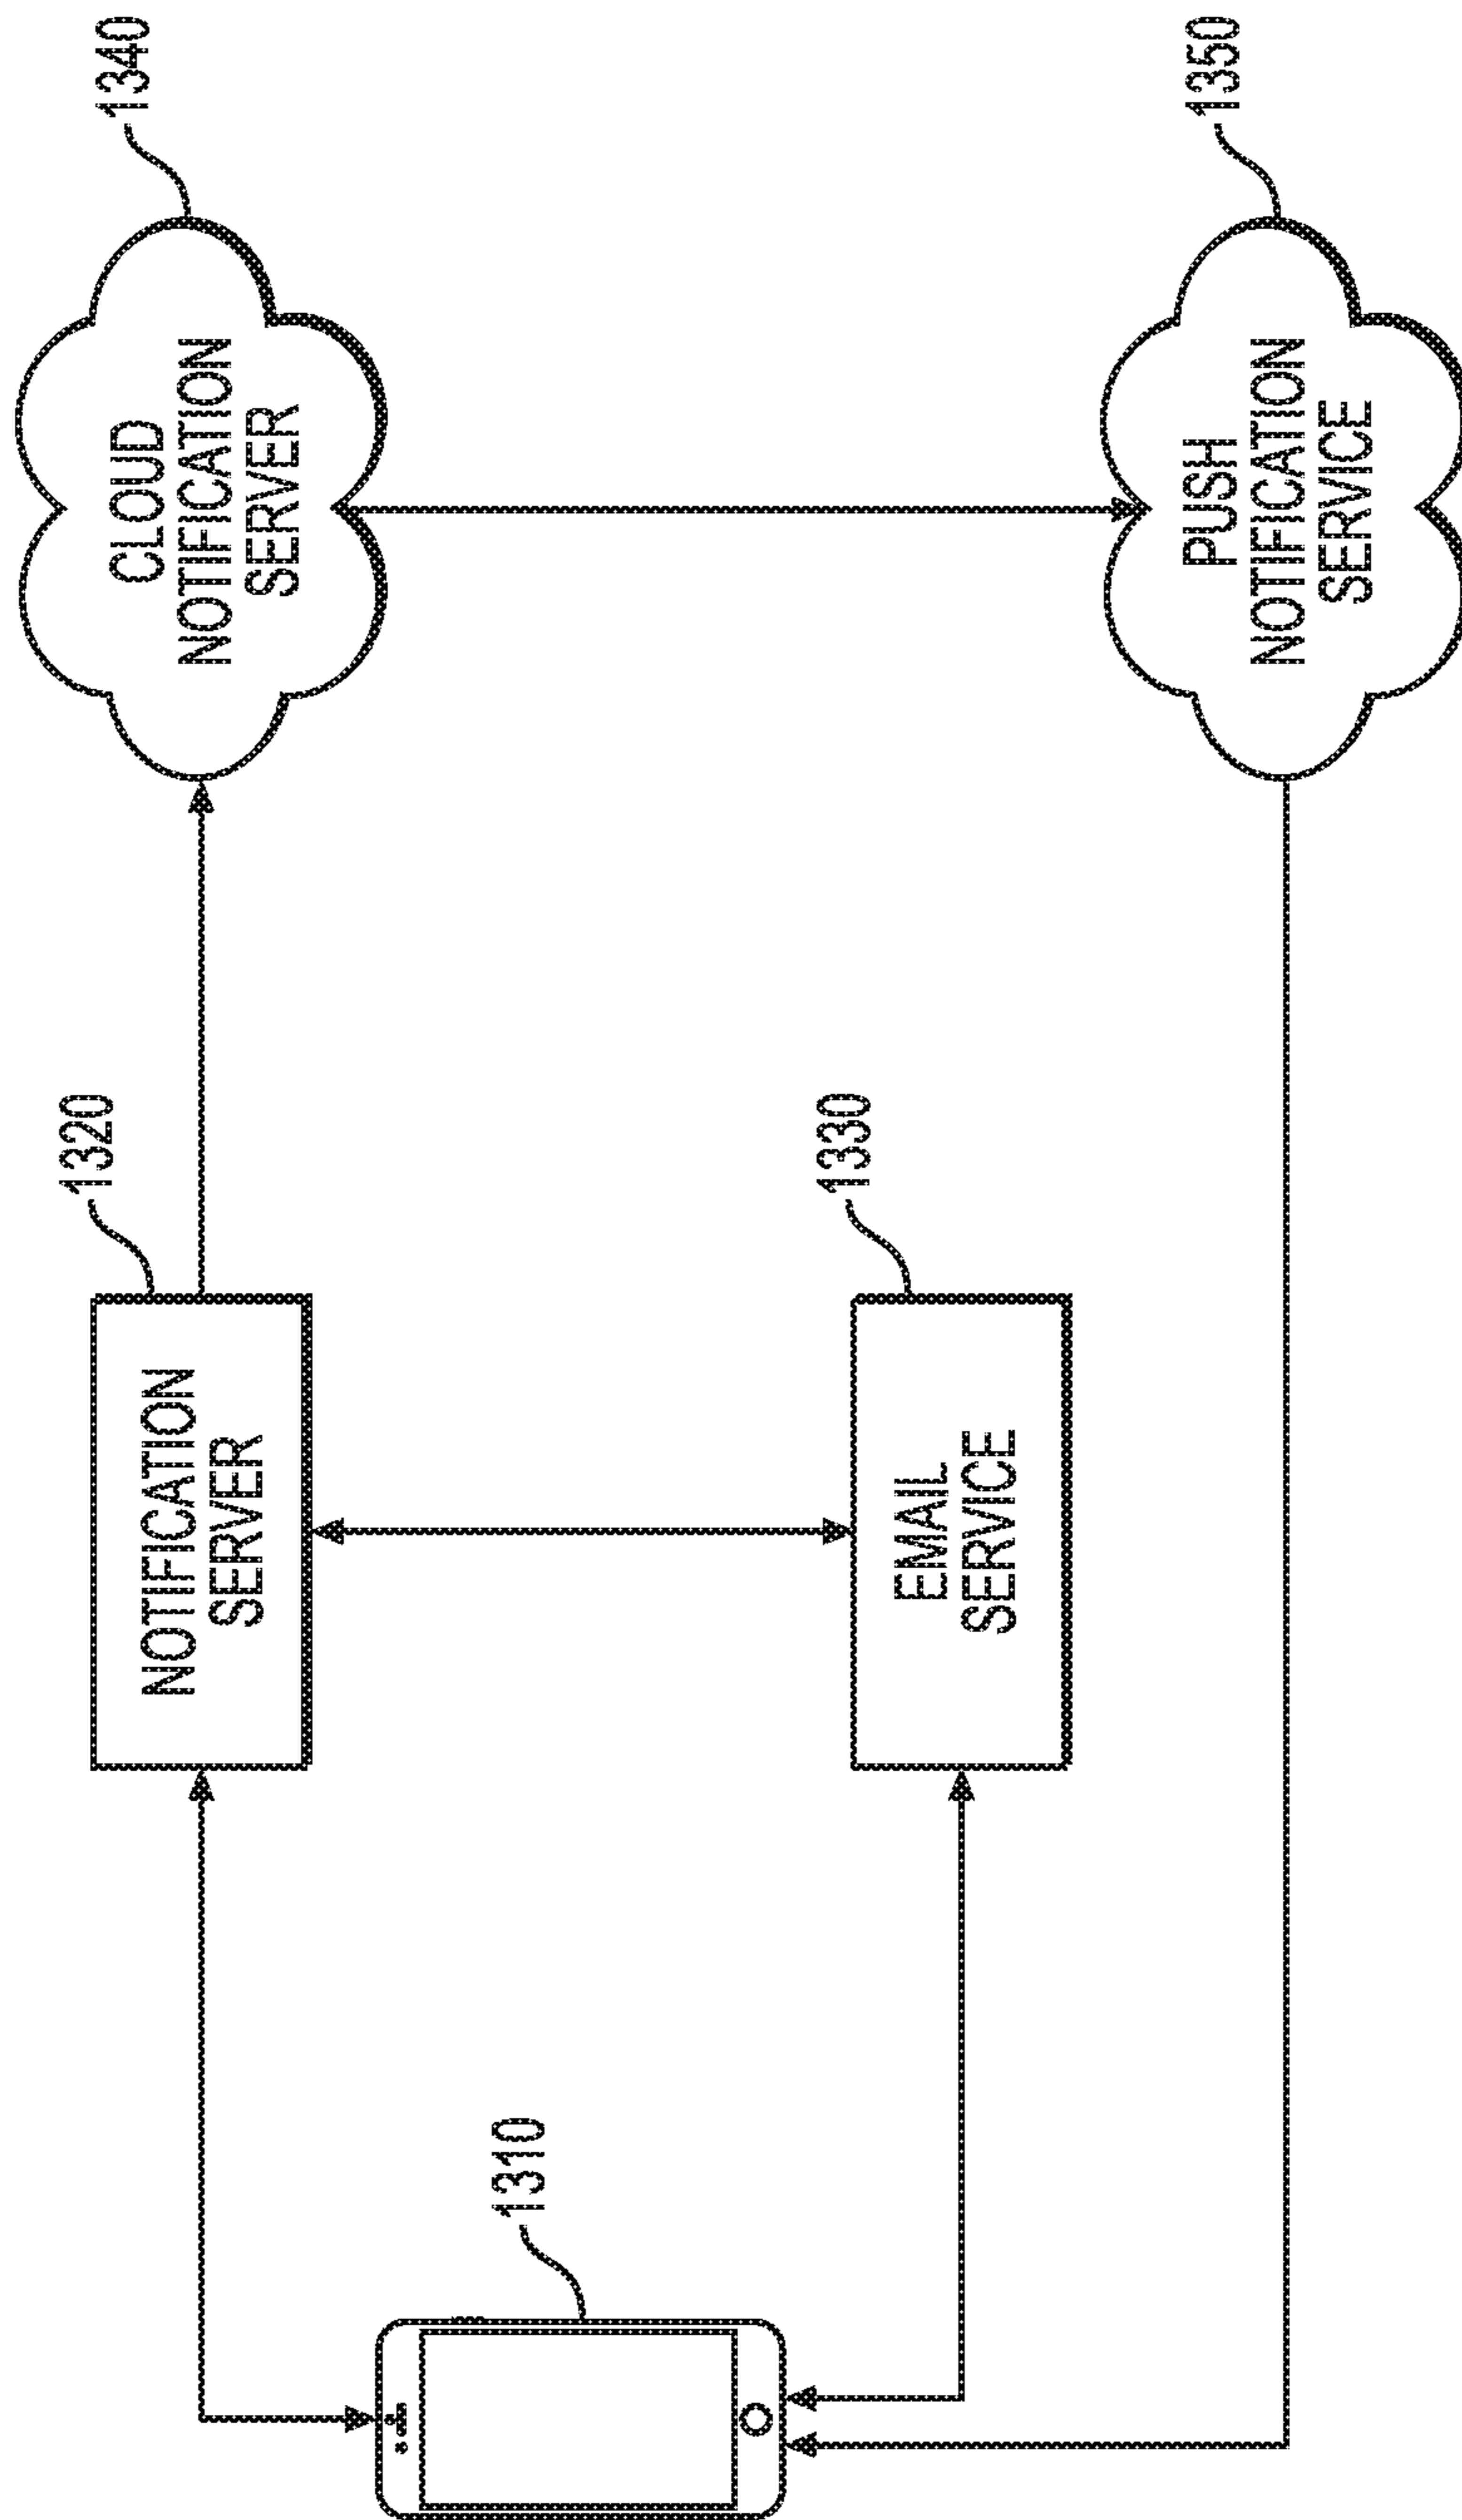 1340
CLOUD
NOTIFICATION
SERVER
1350
PUSH
NOTIFICATION
SERVICE
1320
NOTIFICATION
SERVER
1330
EMAIL
SERVICE
1310